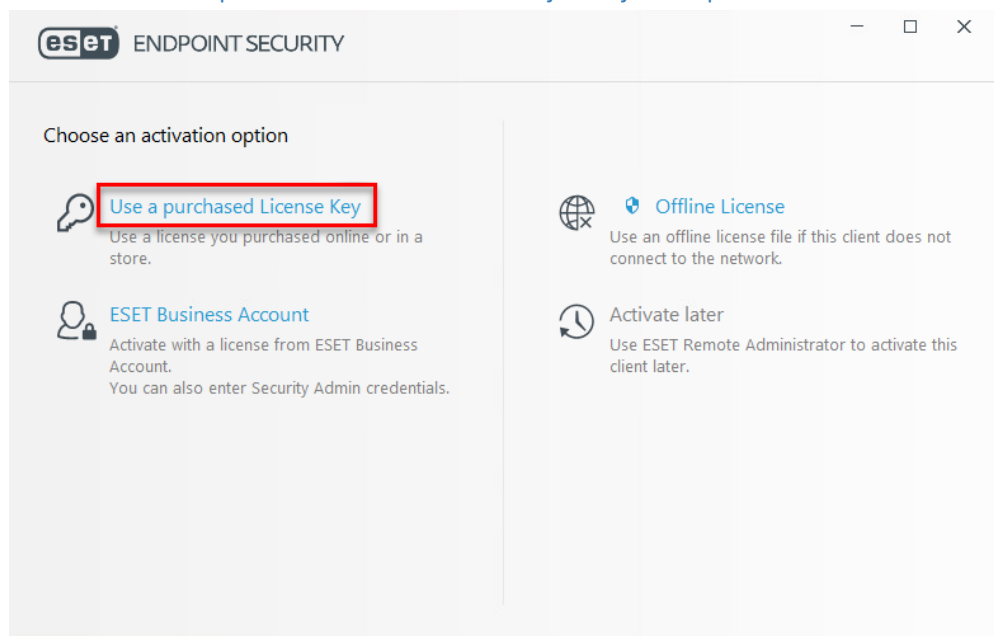 eset ENDPOINT SECURITY
Choose an activation option
Use a purchased License Key
Use a license you purchased online or in a
store.
ESET Business Account
Activate with a license from ESET Business
Account.
You can also enter Security Admin credentials.
Offline License
Use an offline license file if this client does not
connect to the network.
Activate later
Use ESET Remote Administrator to activate this
client later.